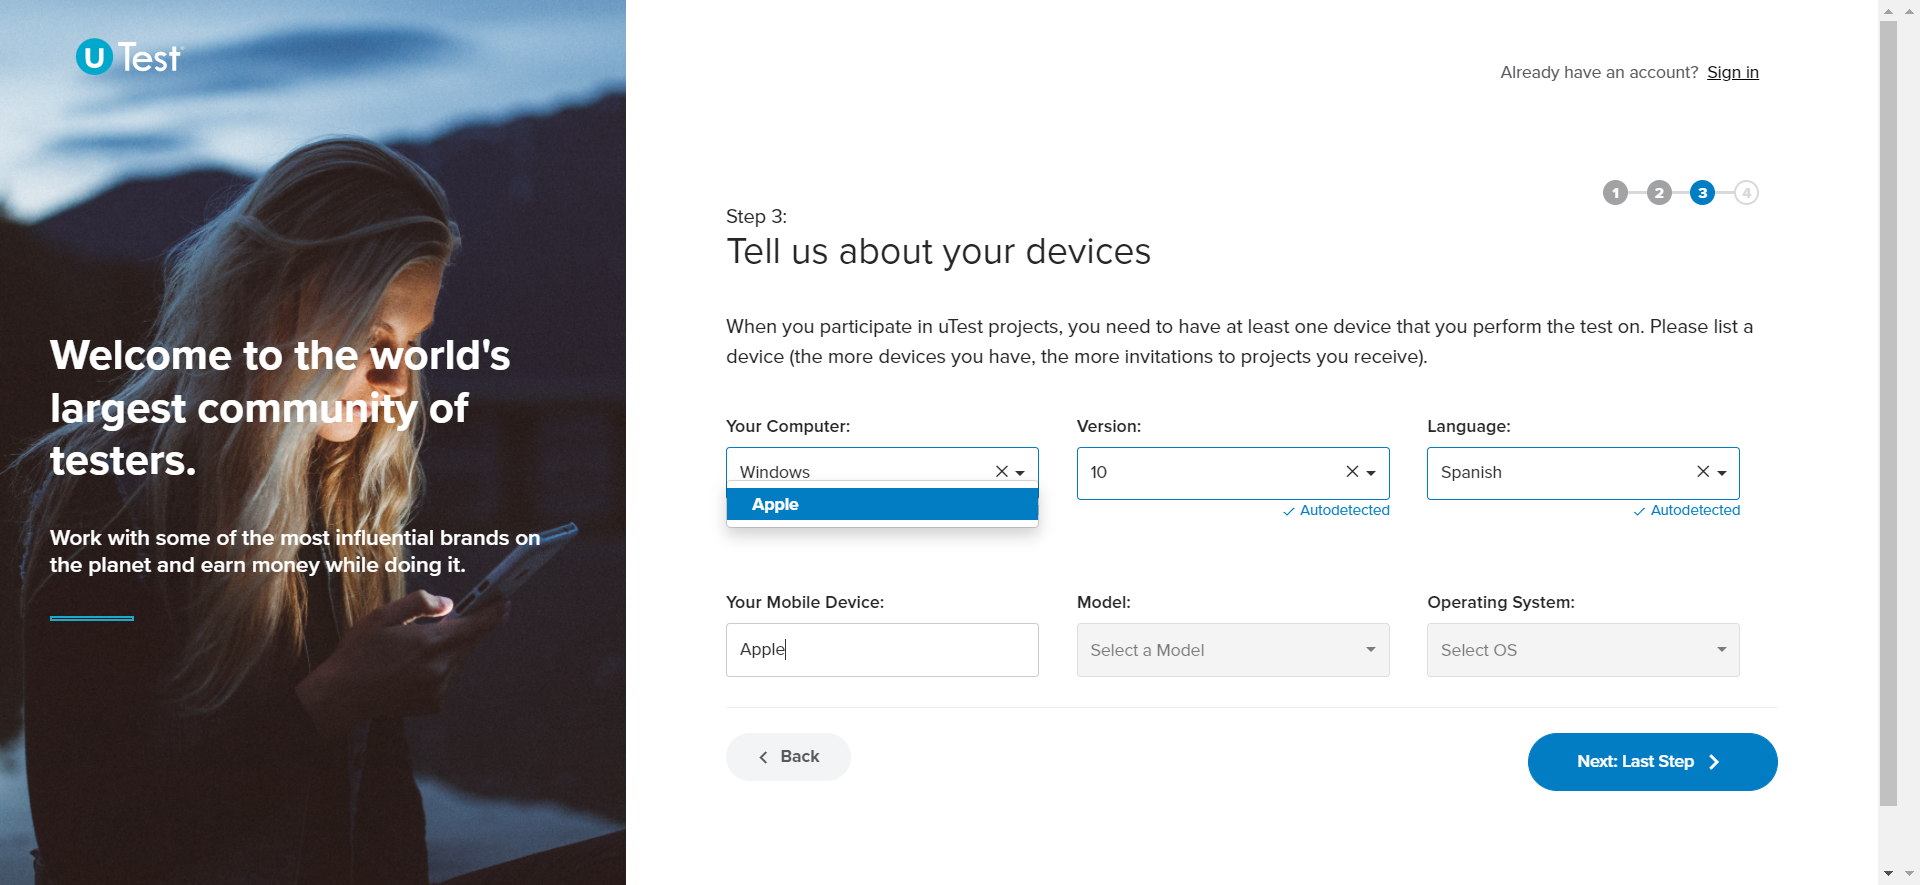 U Test
Already have an account? Sign in
1 2 3 4
Step 3:
Tell us about your devices
Welcome to the world's
largest community of
testers.
Work with some of the most influential brands on
the planet and earn money while doing it.
When you participate in uTest projects, you need to have at least one device that you perform the test on. Please list a
device (the more devices you have, the more invitations to projects you receive).
Your Computer: Version: Language:
Windows 10 Spanish
Apple
Autodetected Autodetected
Your Mobile Device: Model: Operating System:
Apple Select a Model Select OS
Back Next: Last Step